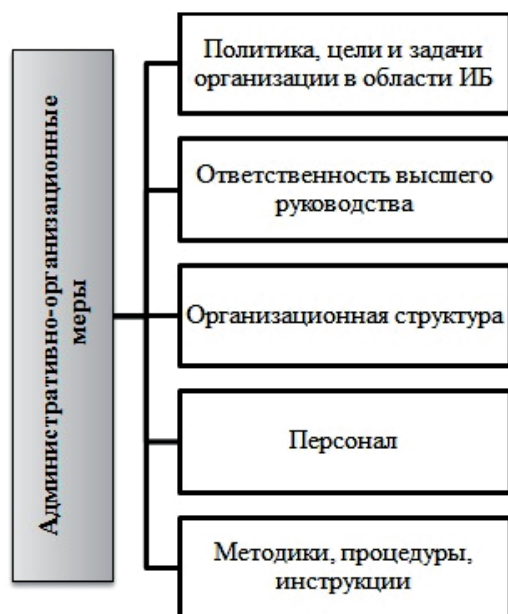 Административно-организационные
меры
Политика, цели и задачи
организации в области ИБ
Ответственность высшего
руководства
Организационная структура
Персонал
Методики, процедуры,
инструкции